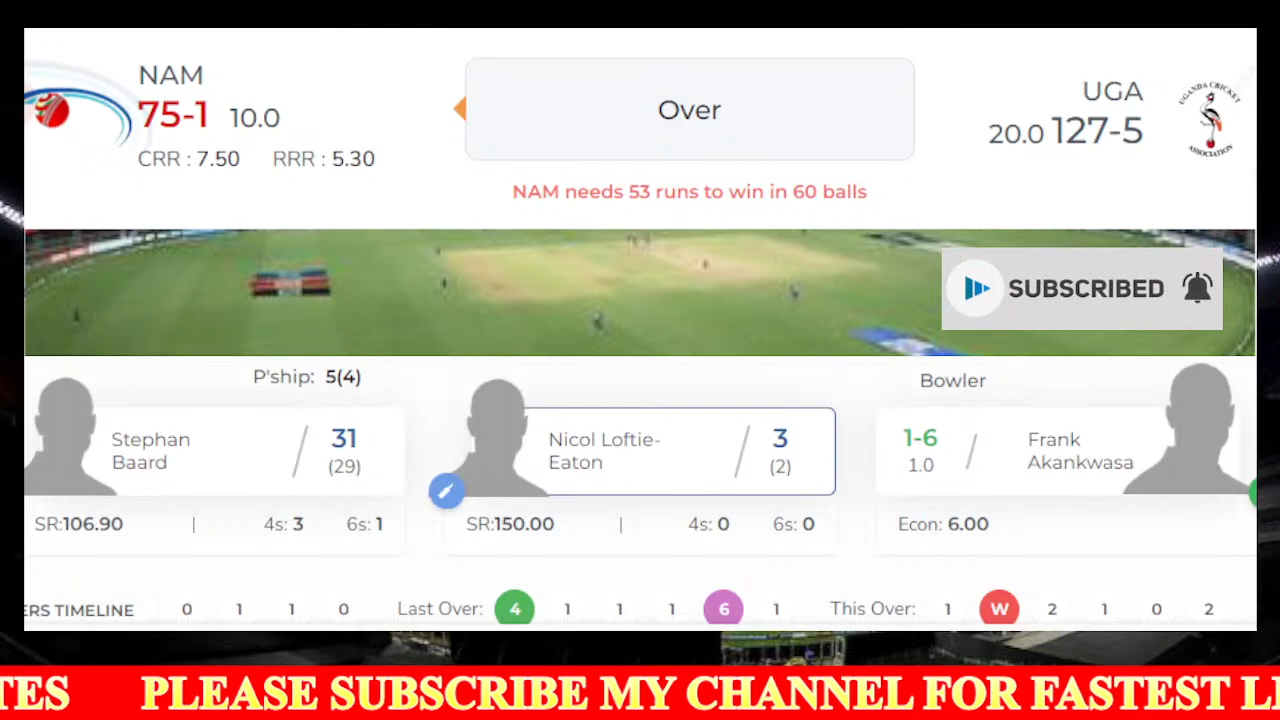 NAM
75-1 10.0
CRR : 7.50 RRR : 5.30
Over
NAM needs 53 runs to win in 60 balls
UGA
20.0 127-5
UGANDA CRICKET
ASSOCIATION
SUBSCRIBED
P'ship: 5(4)
Stephan
Baard
31
(29)
SR:106.90 | 4s: 3 6s: 1
Nicol Loftie-
Eaton
3
(2)
SR:150.00 | 4s: 0 6s: 0
Bowler
1-6
1.0
Frank
Akankwasa
Econ: 6.00
ERS TIMELINE 0 1 1 0 Last Over: 4 1 1 1 6 1 This Over: 1 W 2 1 0 2
TES PLEASE SUBSCRIBE MY CHANNEL FOR FASTEST LI